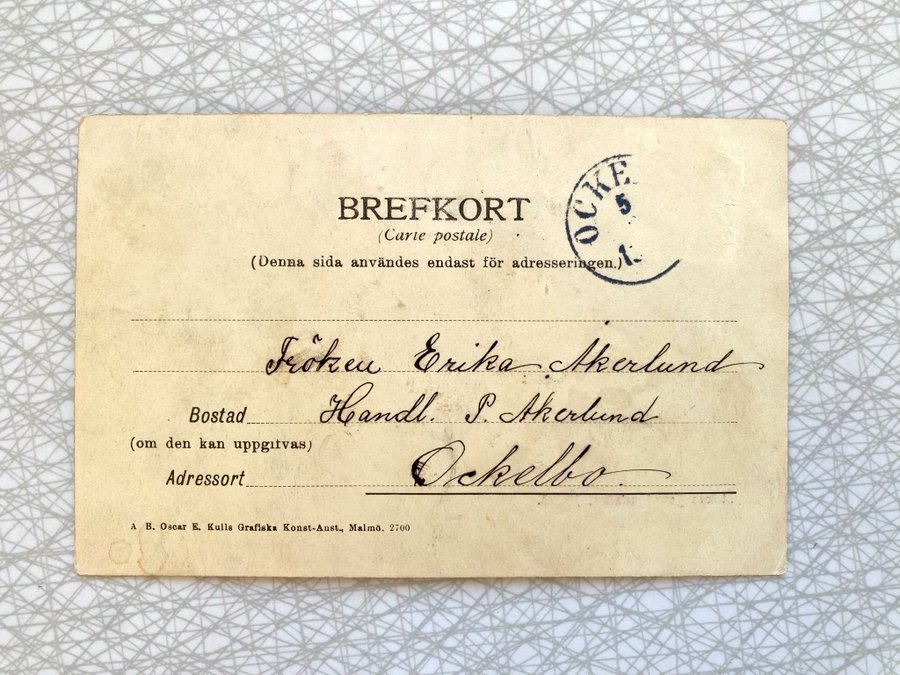 BREFKORT
(Carte postale)
(Denna sida användes endast för adresseringen.)
OCKE
5
1.
Fröken Erika Åkerlund
Bostad Handl. P. Åkerlund
(om den kan uppgifvas)
Adressort Ockelbo.
A B. Oscar E. Kulls Grafiska Konst-Anst., Malmö. 2700